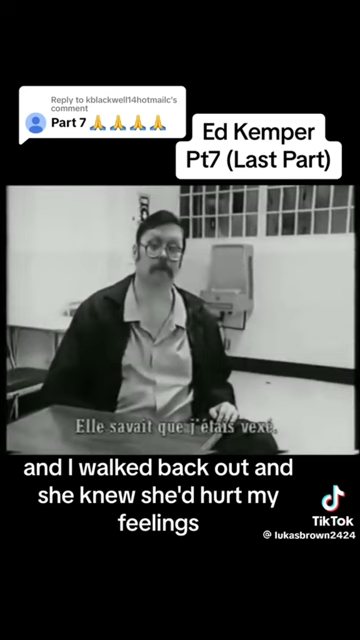 Reply to kblackwell14hotmailc's
comment
Part 7 🙏 🙏 🙏 🙏
Ed Kemper
Pt7 (Last Part)
Elle savait que j'étais vexé.
and I walked back out and
she knew she'd hurt my
feelings
TikTok
@ lukasbrown2424